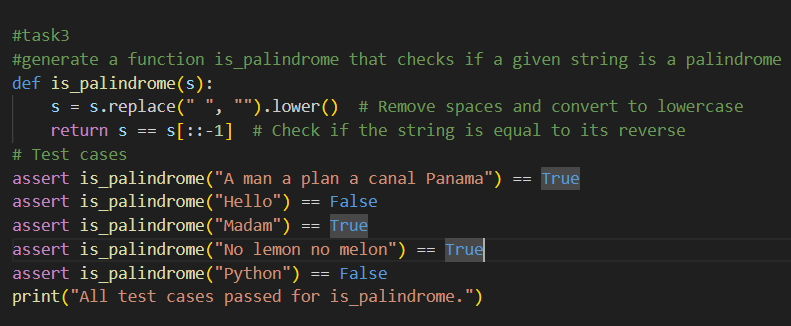 #task3
#generate a function is_palindrome that checks if a given string is a palindrome
def is_palindrome(s):
    s = s.replace(" ", "").lower()  # Remove spaces and convert to lowercase
    return s == s[::-1]  # Check if the string is equal to its reverse
# Test cases
assert is_palindrome("A man a plan a canal Panama") == True
assert is_palindrome("Hello") == False
assert is_palindrome("Madam") == True
assert is_palindrome("No lemon no melon") == True
assert is_palindrome("Python") == False
print("All test cases passed for is_palindrome.")